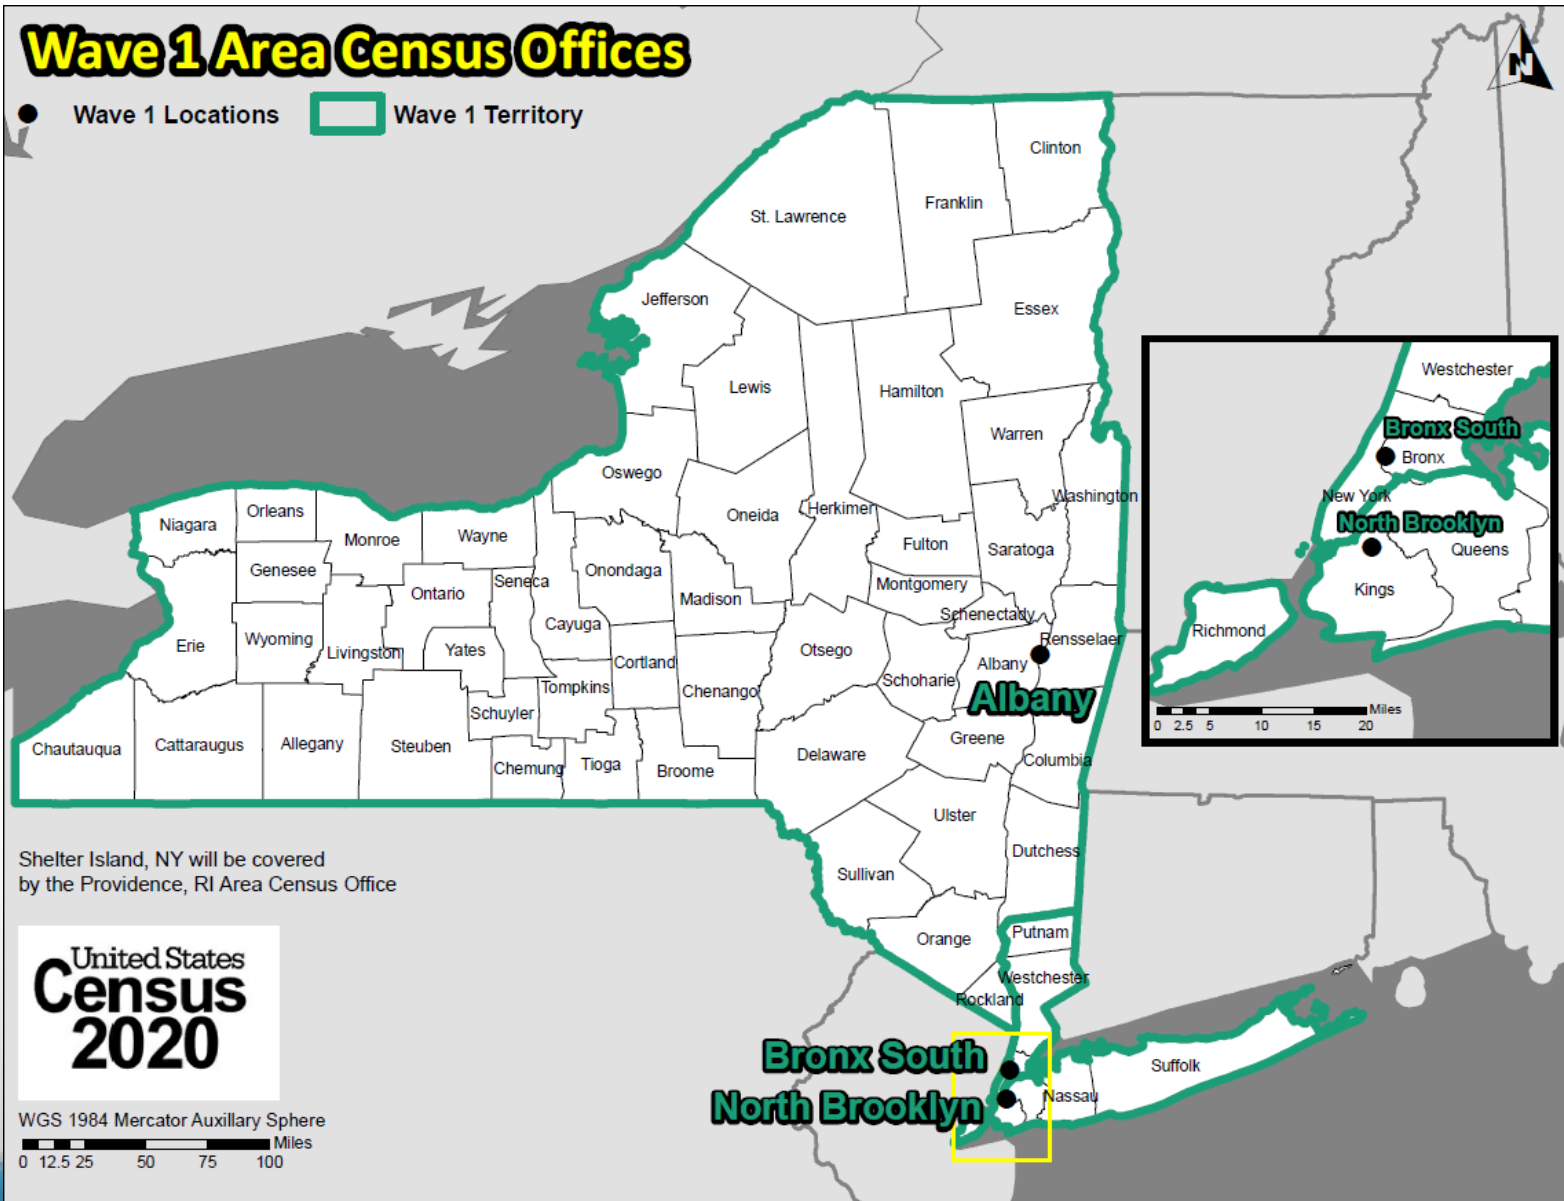 Wave 1 Area Census Offices
N
Wave 1 Locations
Wave 1 Territory
Clinton
Franklin
St. Lawrence
Jefferson
Essex
Lewis
Hamilton
Warren
Oswego
Washington
Herkimer
Oneida
Niagara
Orleans
Monroe
Wayne
Fulton
Saratoga
Genesee
Onondaga
Seneca
Montgomery
Ontario
Madison
Schenectady
Cayuga
Rensselaer
Erie
Wyoming
Livingston
Yates
Otsego
Cortland
Albany
Schoharie
Tompkins
Chenango
Albany
Schuyler
Chautauqua
Cattaraugus
Allegany
Steuben
Greene
Delaware
Columbia
Chemung
Tioga
Broome
Ulster
Dutchess
Sullivan
Orange
Putnam
Westchester
Rockland
Bronx South
Suffolk
North Brooklyn
Nassau
Westchester
Bronx South
Bronx
New York
North Brooklyn
Queens
Kings
Richmond
Miles
0 2.5 5 10 15 20
Shelter Island, NY will be covered
by the Providence, RI Area Census Office
United States
Census
2020
WGS 1984 Mercator Auxillary Sphere
Miles
0 12.5 25 50 75 100